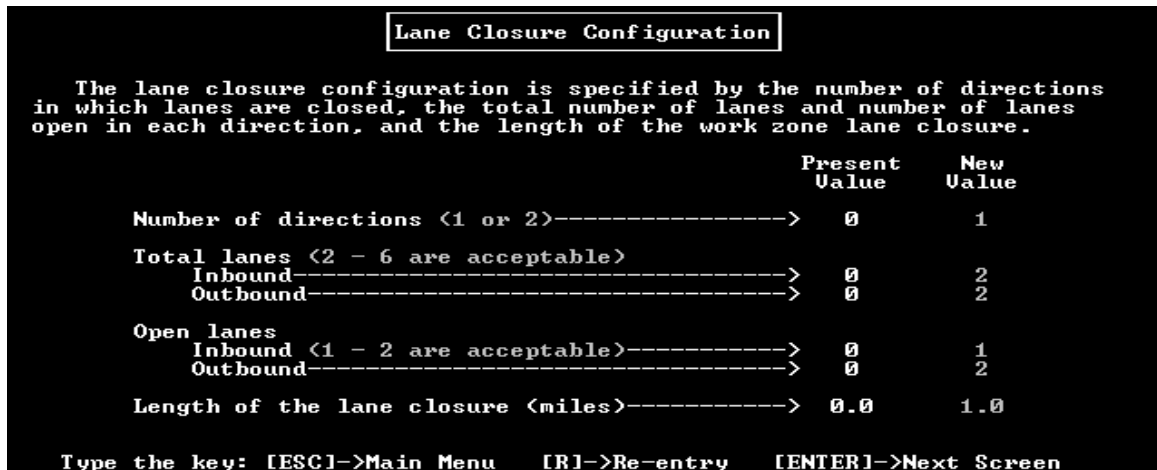 Lane Closure Configuration
The lane closure configuration is specified by the number of directions
in which lanes are closed, the total number of lanes and number of lanes
open in each direction, and the length of the work zone lane closure.
Present New
Value Value
Number of directions (1 or 2)----------------> 0 1
Total lanes (2 - 6 are acceptable)
Inbound----------------------------------> 0 2
Outbound---------------------------------> 0 2
Open lanes
Inbound (1 - 2 are acceptable)-----------> 0 1
Outbound---------------------------------> 0 2
Length of the lane closure (miles)-----------> 0.0 1.0
Type the key: [ESC]->Main Menu [R]->Re-entry [ENTER]->Next Screen